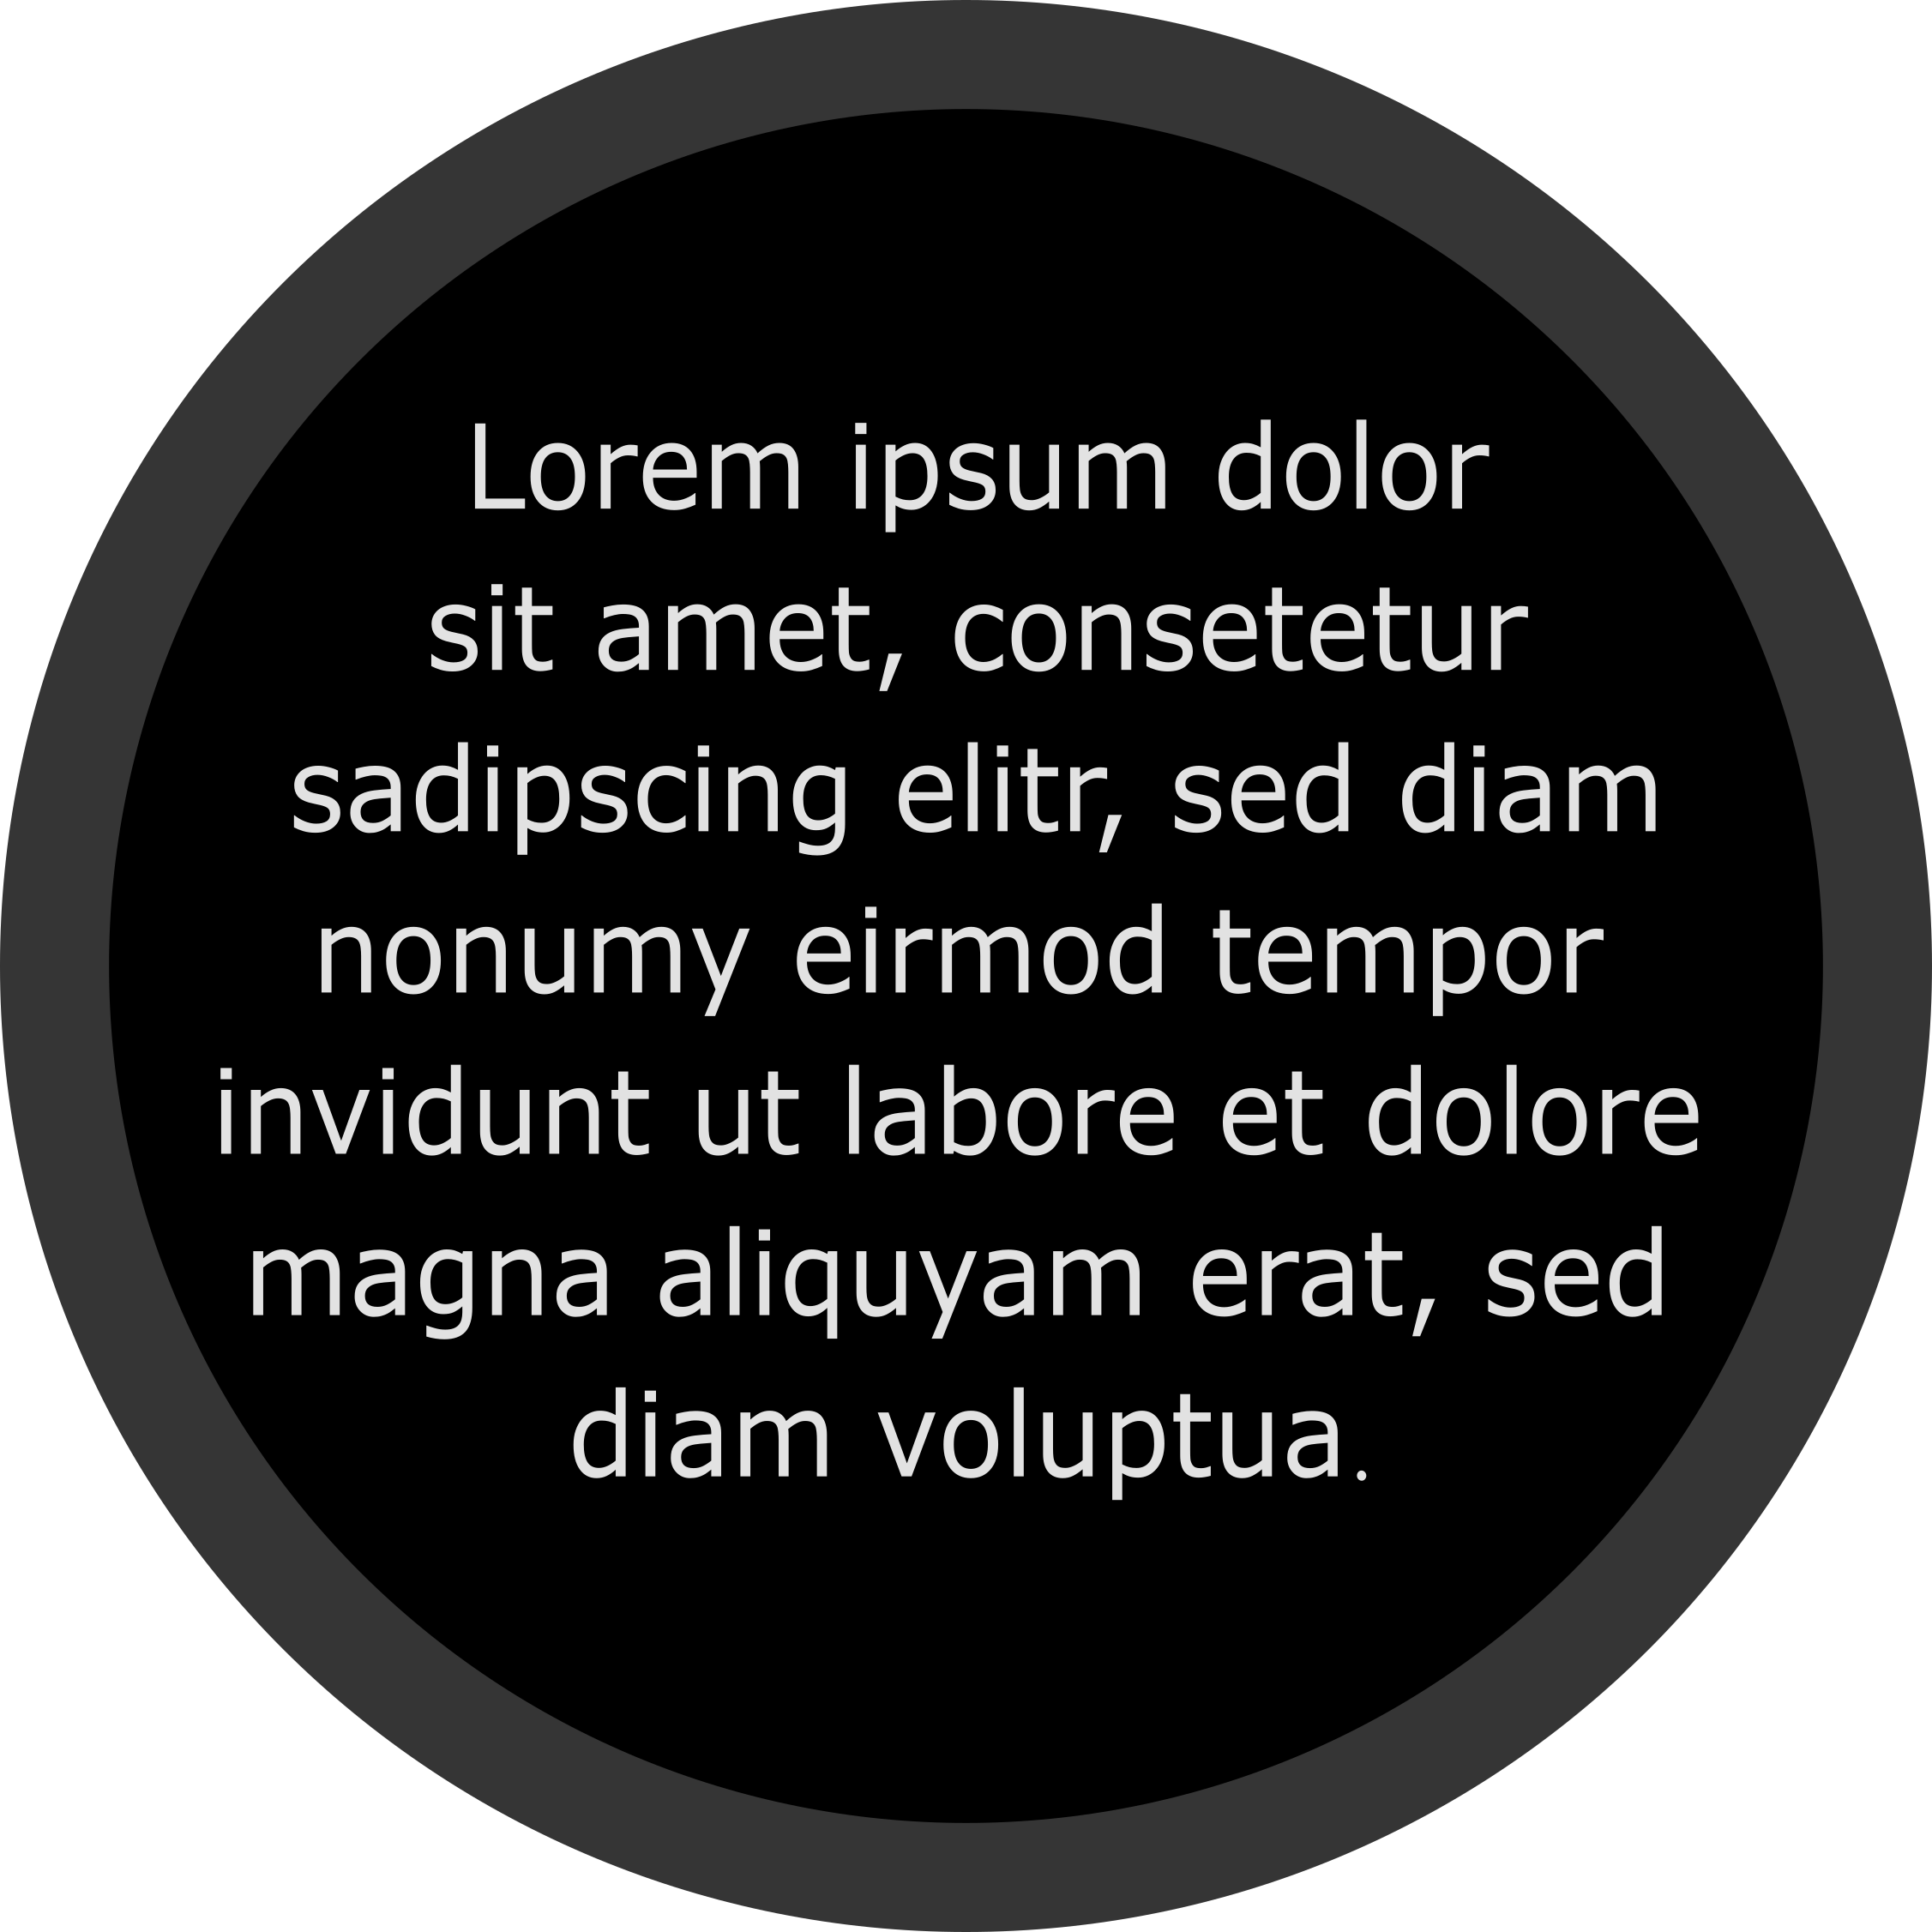 Lorem ipsum dolor
sit amet, consetetur
sadipscing elitr, sed diam
nonumy eirmod tempor
invidunt ut labore et dolore
magna aliquyam erat, sed
diam voluptua.